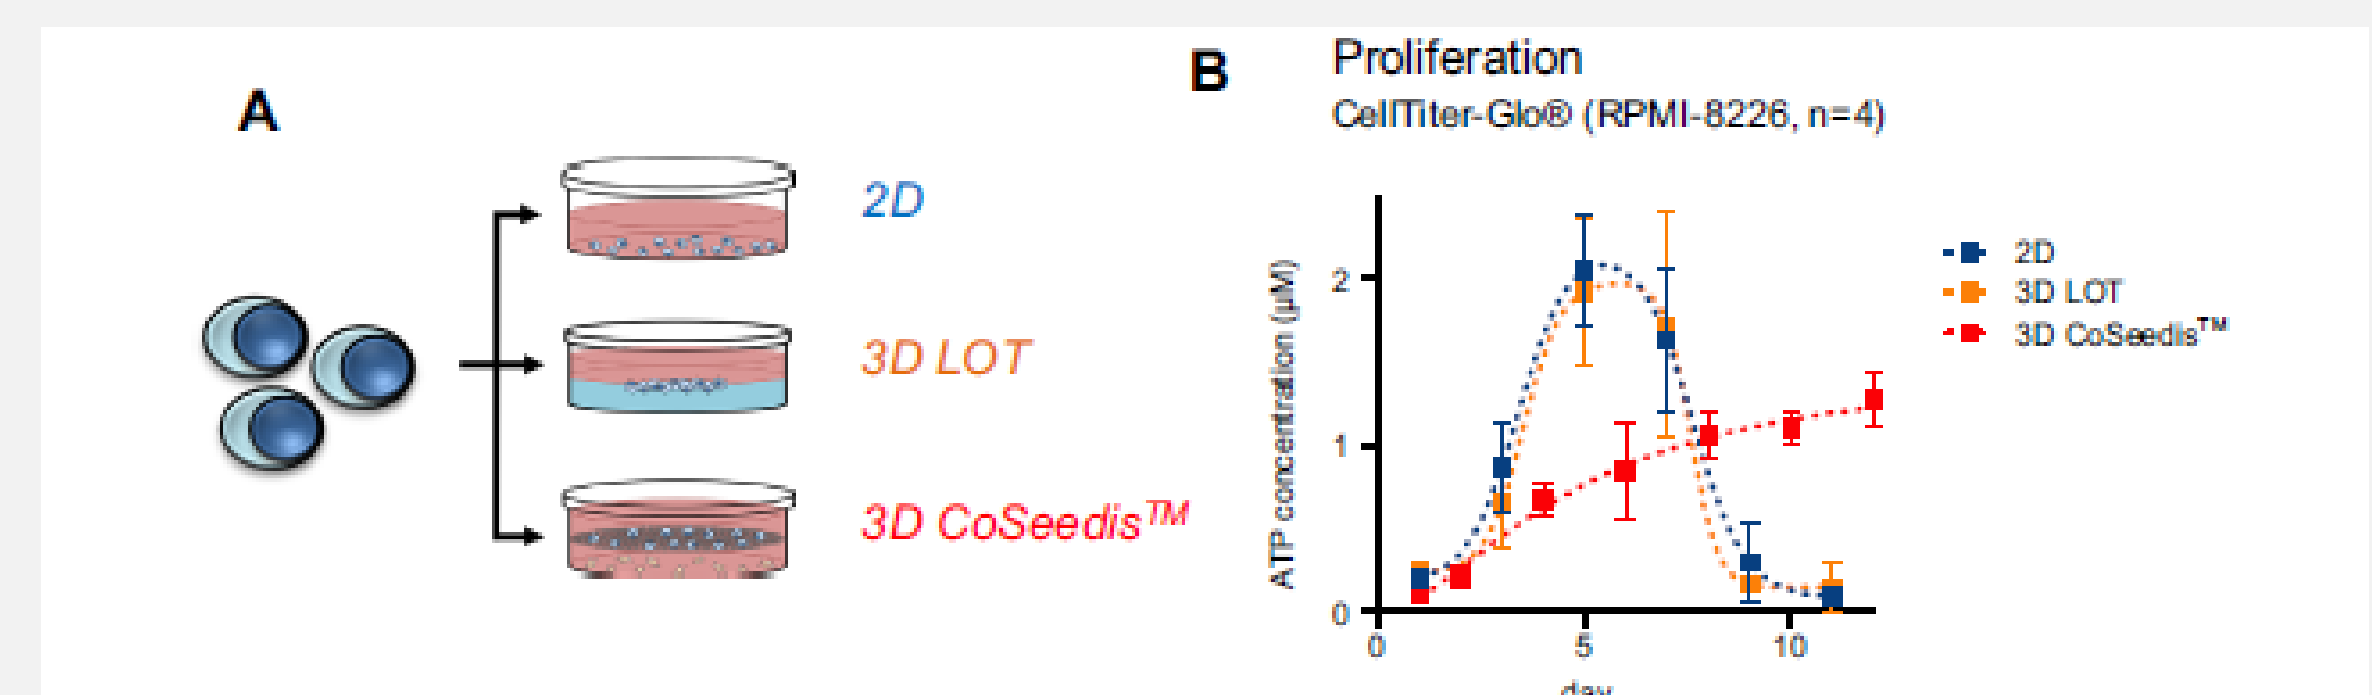 A
2D
3D LOT
3D CoSeedis™
B
Proliferation
CellTiter-Glo® (RPMI-8226, n=4)
ATP concentration (µM)
2
1
0
0 5 10
day
2D
3D LOT
3D CoSeedis™